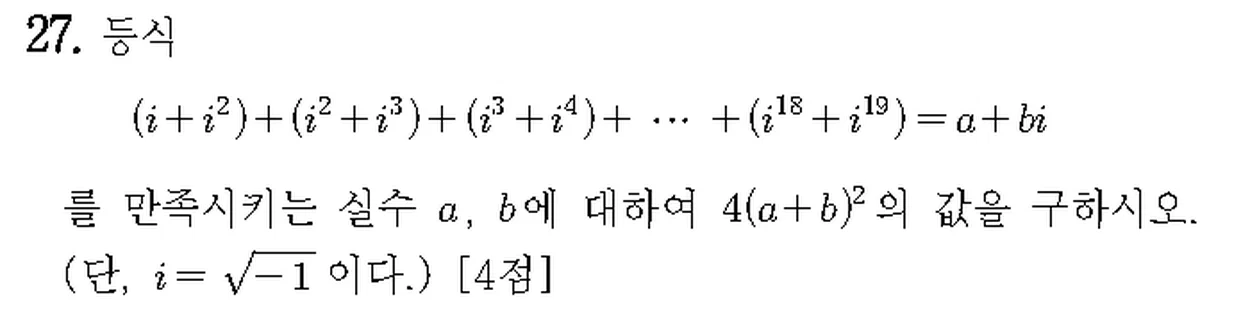 27. 등식
(i+i²)+(i²+i³)+(i³+i⁴)+ ⋯ +(i¹⁸+i¹⁹)=a+bi
를 만족시키는 실수 a, b에 대하여 4(a+b)²의 값을 구하시오.
(단, i=√-1 이다.) [4점]